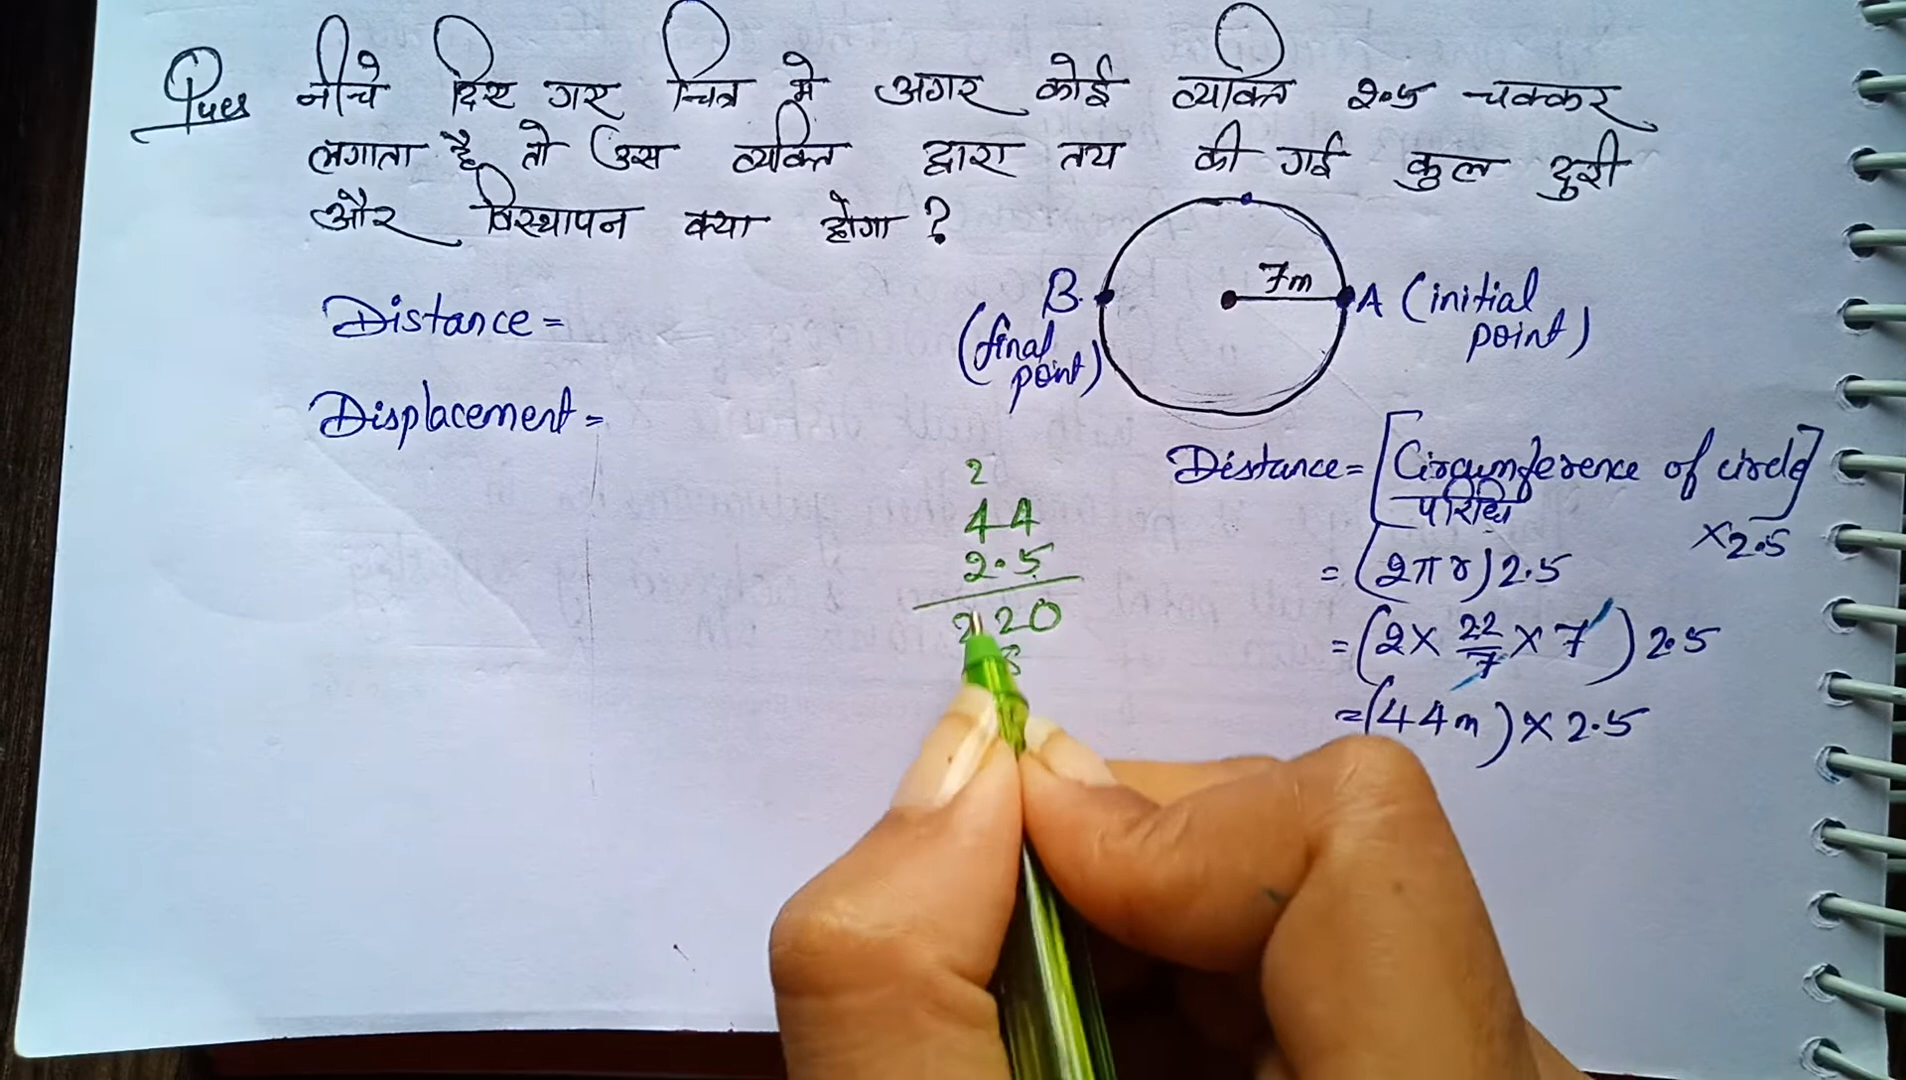 Ques नीचे दिए गए चित्र मे अगर कोई व्यक्ति 2.5 चक्कर
लगाता है तो उस व्यक्ति द्वारा तय की गई कुल दुरी
और विस्थापन क्या होगा ?
7m
B
A (initial
point)
(final
point)
Distance =
Displacement =
Distance = [Circumference of circle]
परिधि
×2.5
= (2πr) 2.5
= (2 × 22/7 × 7) 2.5
= (44m) × 2.5
2
44
2.5
220
8